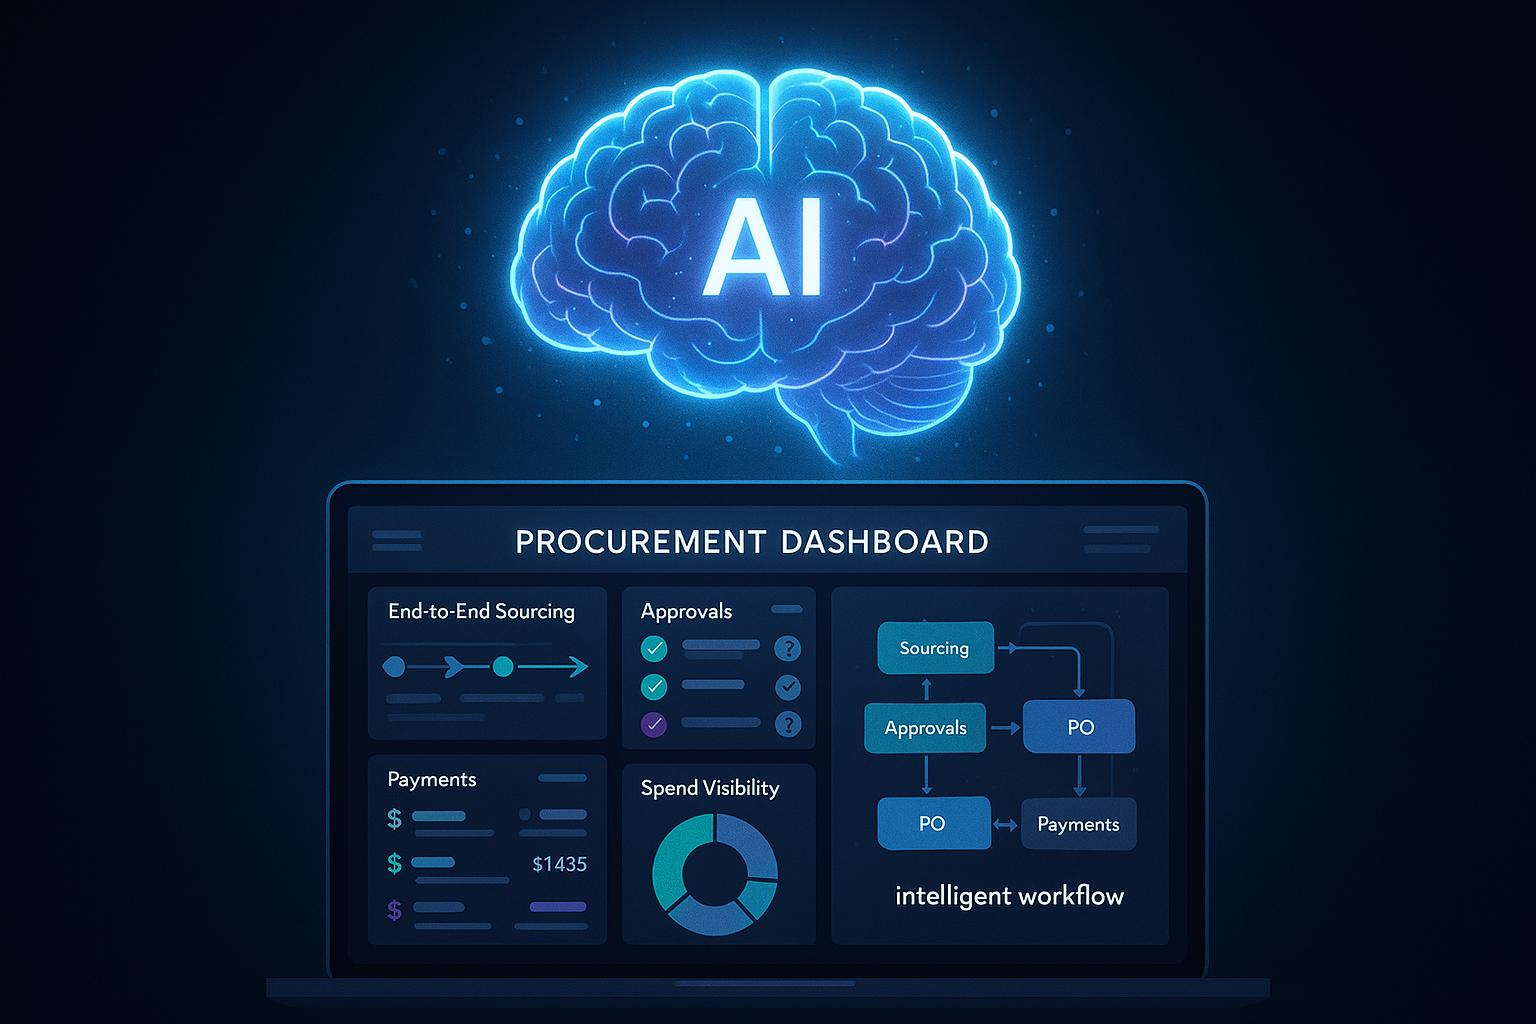 AI
PROCUREMENT DASHBOARD
End-to-End Sourcing
Approvals
?
?
Payments
$
$ $1435
$
Spend Visibility
Sourcing
Approvals
PO
PO
Payments
intelligent workflow